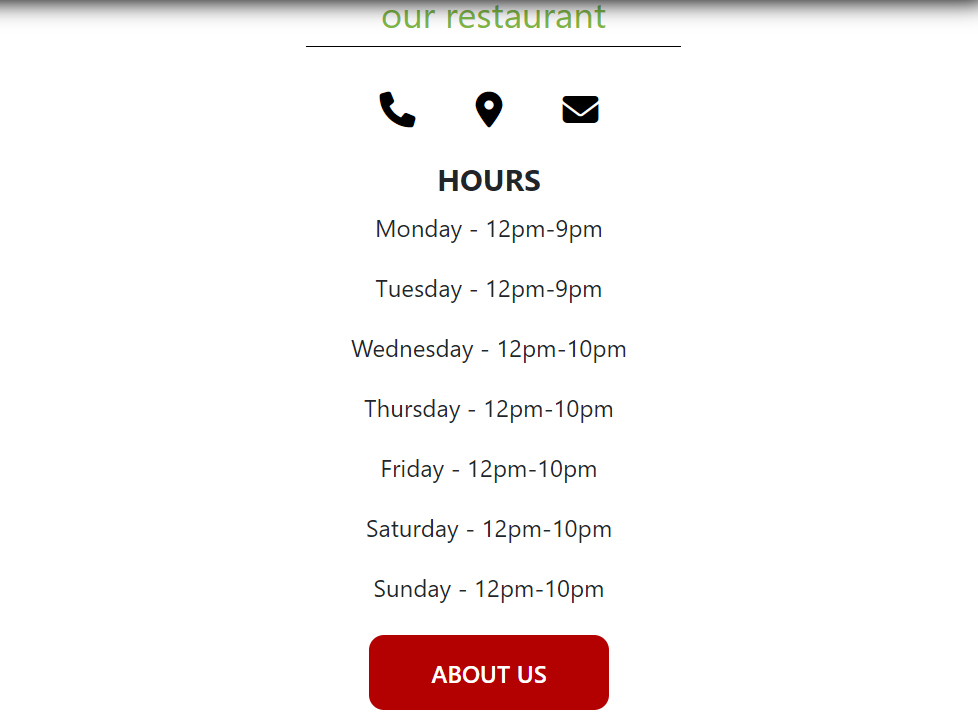 our restaurant
HOURS
Monday - 12pm-9pm
Tuesday - 12pm-9pm
Wednesday - 12pm-10pm
Thursday - 12pm-10pm
Friday - 12pm-10pm
Saturday - 12pm-10pm
Sunday - 12pm-10pm
ABOUT US